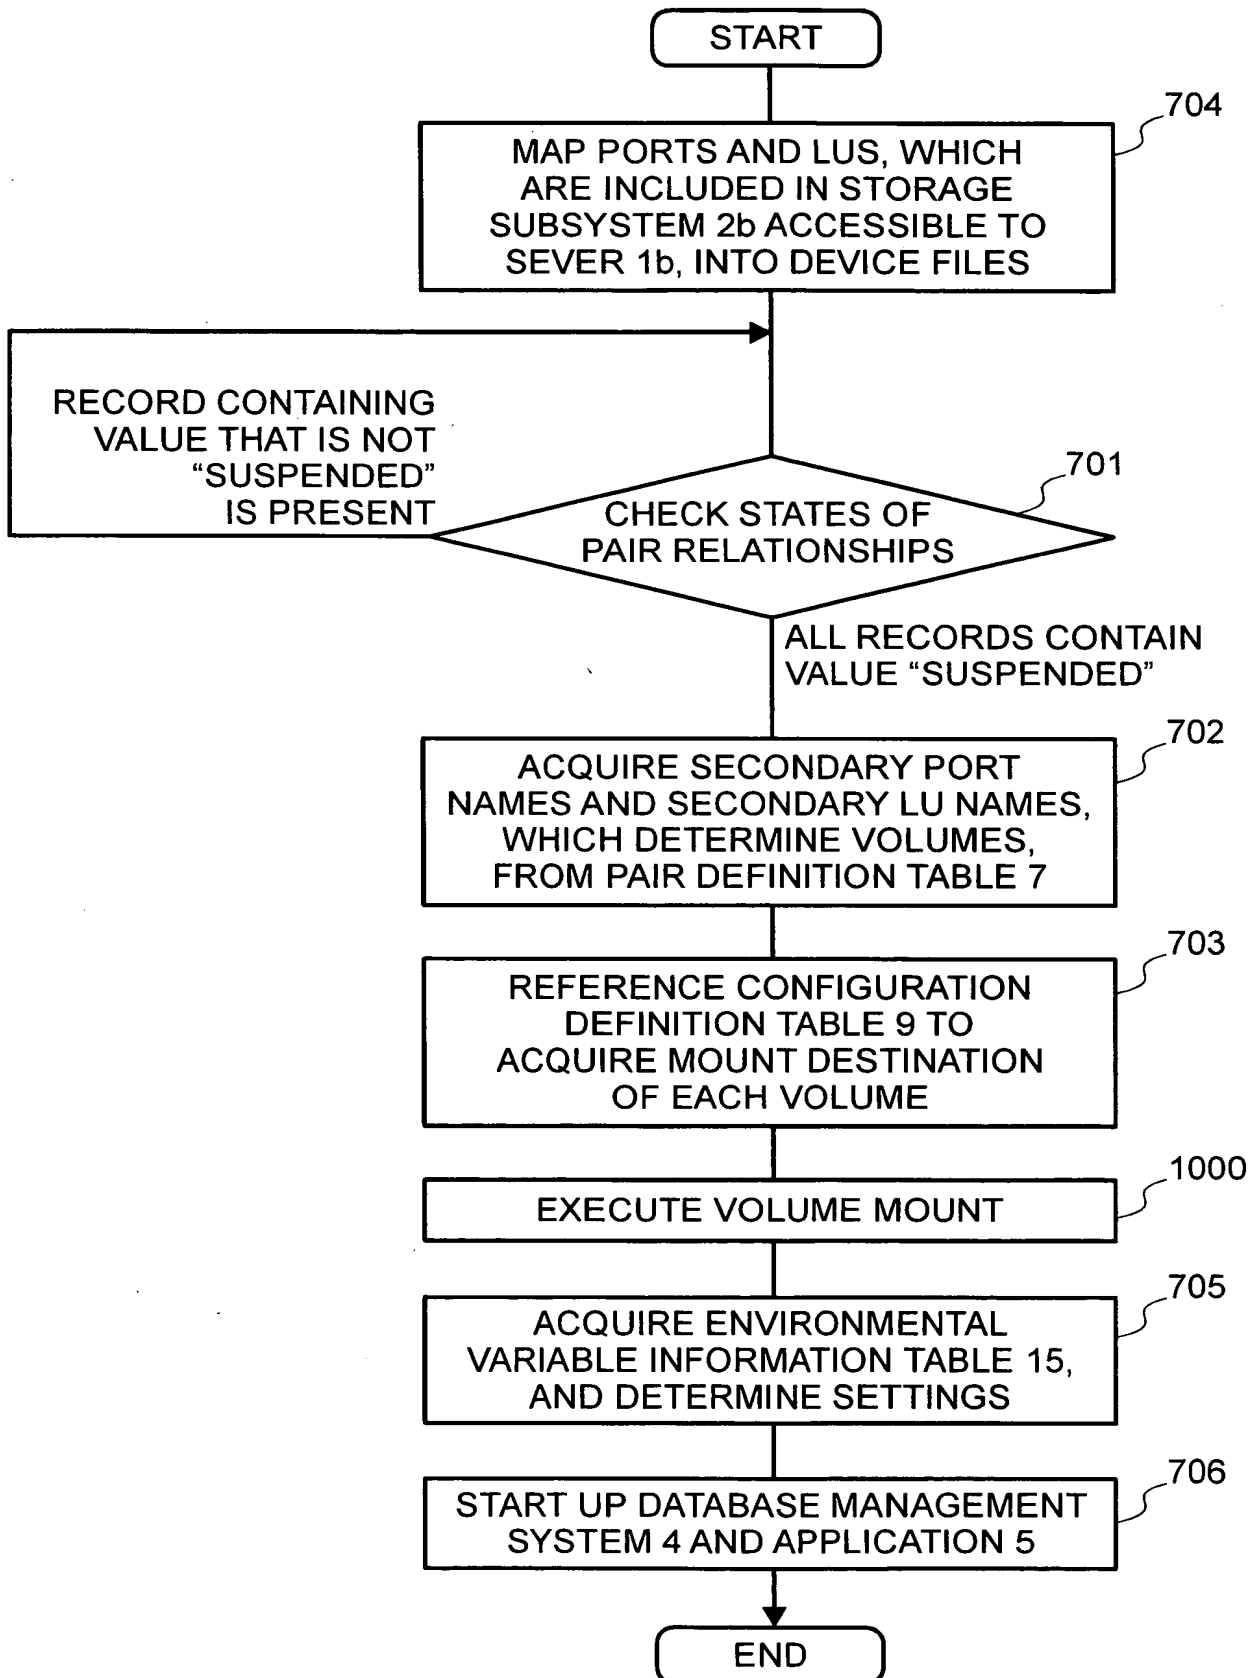 START
704
MAP PORTS AND LUS, WHICH
ARE INCLUDED IN STORAGE
SUBSYSTEM 2b ACCESSIBLE TO
SEVER 1b, INTO DEVICE FILES
RECORD CONTAINING
VALUE THAT IS NOT
“SUSPENDED”
IS PRESENT
701
CHECK STATES OF
PAIR RELATIONSHIPS
ALL RECORDS CONTAIN
VALUE “SUSPENDED”
702
ACQUIRE SECONDARY PORT
NAMES AND SECONDARY LU NAMES,
WHICH DETERMINE VOLUMES,
FROM PAIR DEFINITION TABLE 7
703
REFERENCE CONFIGURATION
DEFINITION TABLE 9 TO
ACQUIRE MOUNT DESTINATION
OF EACH VOLUME
1000
EXECUTE VOLUME MOUNT
705
ACQUIRE ENVIRONMENTAL
VARIABLE INFORMATION TABLE 15,
AND DETERMINE SETTINGS
706
START UP DATABASE MANAGEMENT
SYSTEM 4 AND APPLICATION 5
END